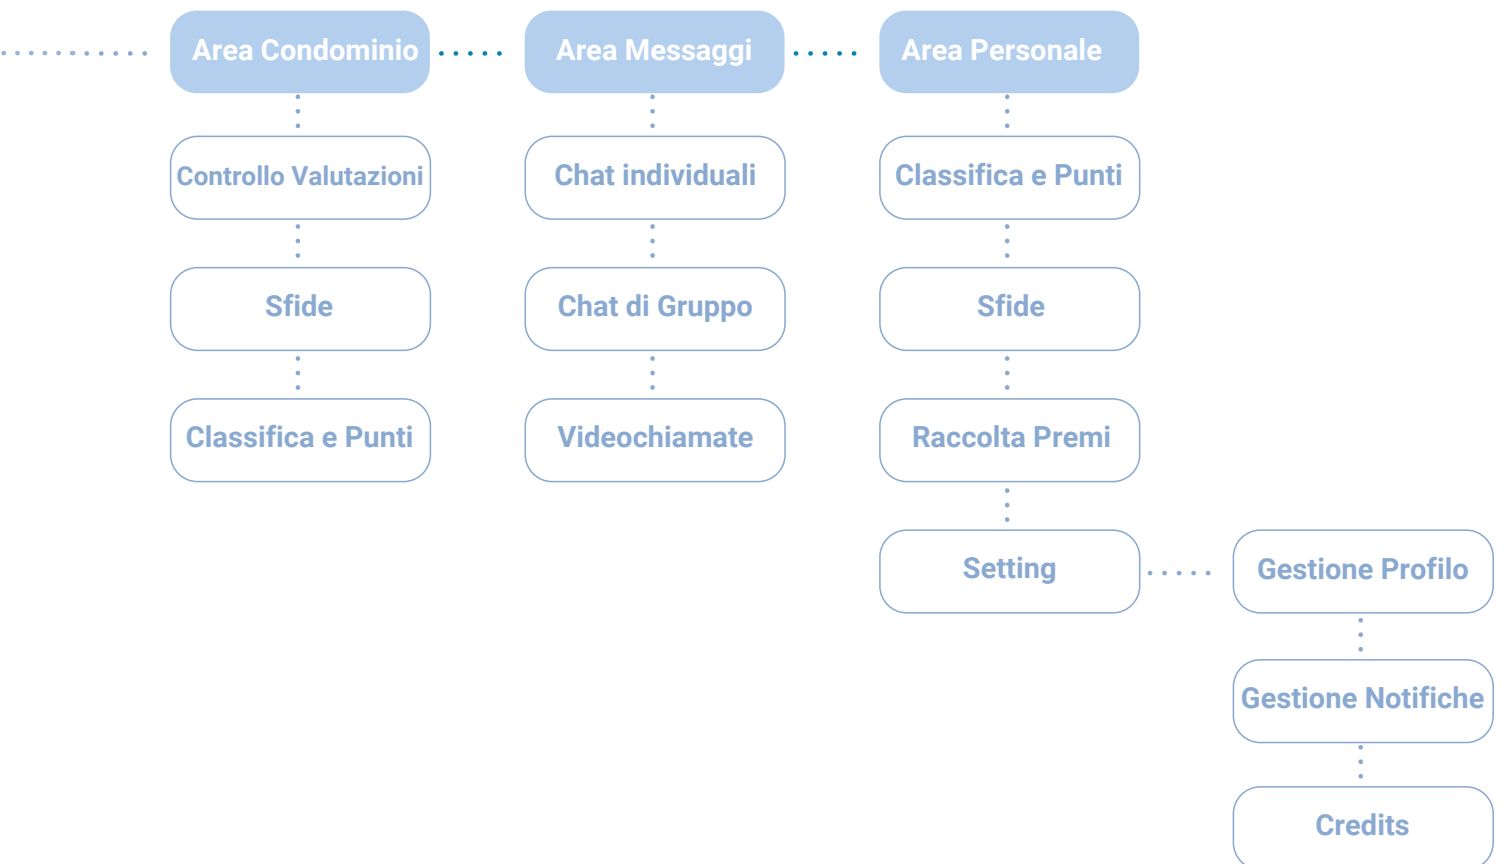 Area Condominio
Area Messaggi
Area Personale
Controllo Valutazioni
Chat individuali
Classifica e Punti
Sfide
Chat di Gruppo
Sfide
Classifica e Punti
Videochiamate
Raccolta Premi
Setting
Gestione Profilo
Gestione Notifiche
Credits